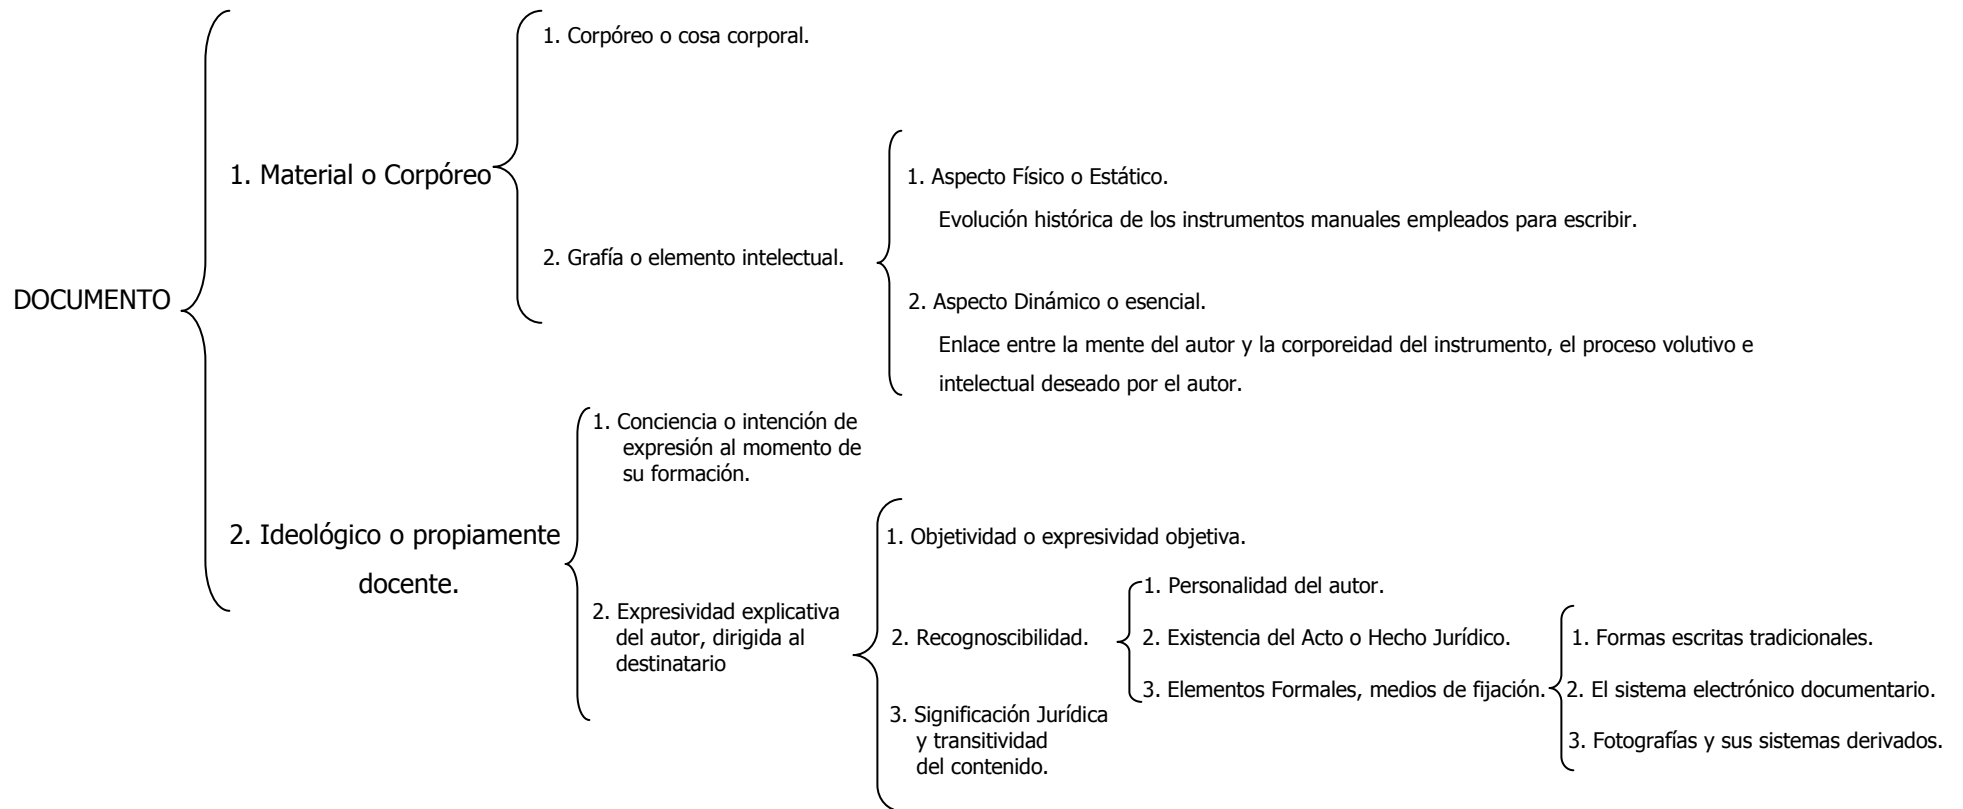 DOCUMENTO
1. Material o Corpóreo
1. Corpóreo o cosa corporal.
2. Grafía o elemento intelectual.
1. Aspecto Físico o Estático.
Evolución histórica de los instrumentos manuales empleados para escribir.
2. Aspecto Dinámico o esencial.
Enlace entre la mente del autor y la corporeidad del instrumento, el proceso volutivo e
intelectual deseado por el autor.
2. Ideológico o propiamente
docente.
1. Conciencia o intención de
expresión al momento de
su formación.
2. Expresividad explicativa
del autor, dirigida al
destinatario
1. Objetividad o expresividad objetiva.
2. Recognoscibilidad.
1. Personalidad del autor.
2. Existencia del Acto o Hecho Jurídico.
3. Elementos Formales, medios de fijación.
1. Formas escritas tradicionales.
2. El sistema electrónico documentario.
3. Fotografías y sus sistemas derivados.
3. Significación Jurídica
y transitividad
del contenido.